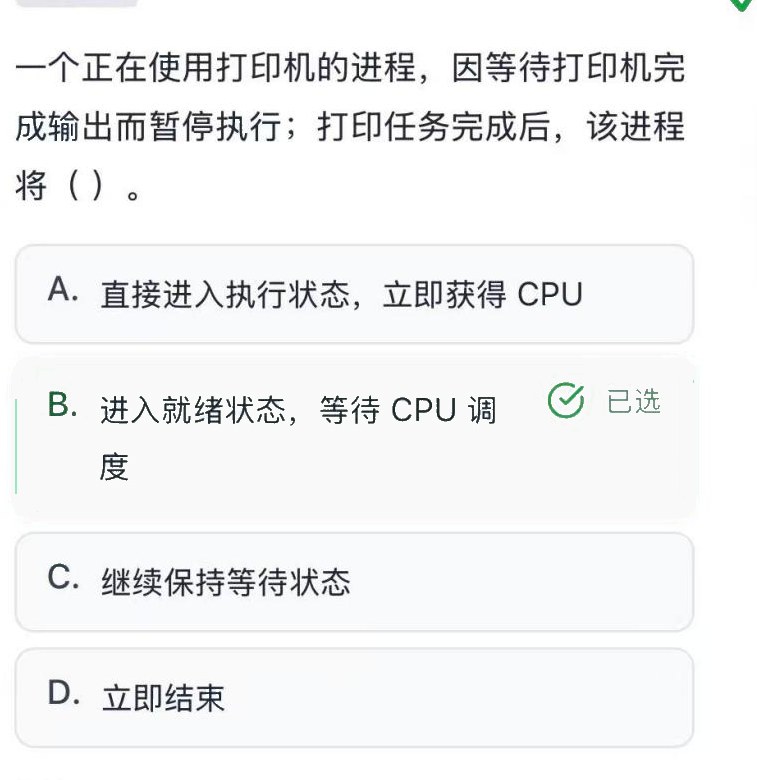 一个正在使用打印机的进程，因等待打印机完
成输出而暂停执行；打印任务完成后，该进程
将（ ）。
A. 直接进入执行状态，立即获得 CPU
B. 进入就绪状态，等待 CPU 调 已选
度
C. 继续保持等待状态
D. 立即结束